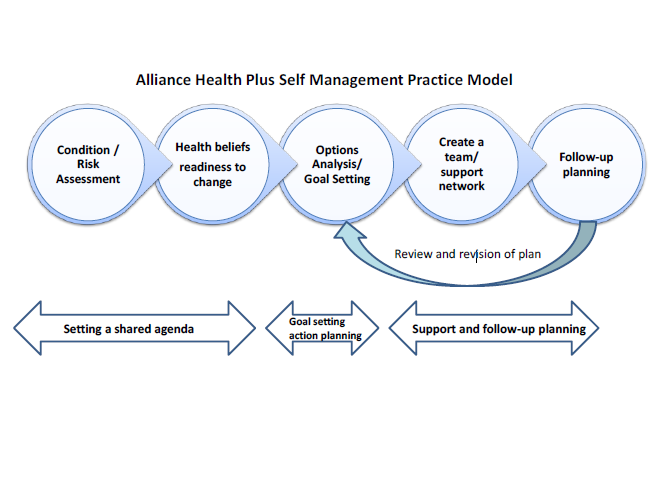 Alliance Health Plus Self Management Practice Model
Condition /
Risk
Assessment
Health beliefs
readiness to
change
Options
Analysis/
Goal Setting
Create a
team/
support
network
Follow-up
planning
Review and revision of plan
Setting a shared agenda
Goal setting
action planning
Support and follow-up planning